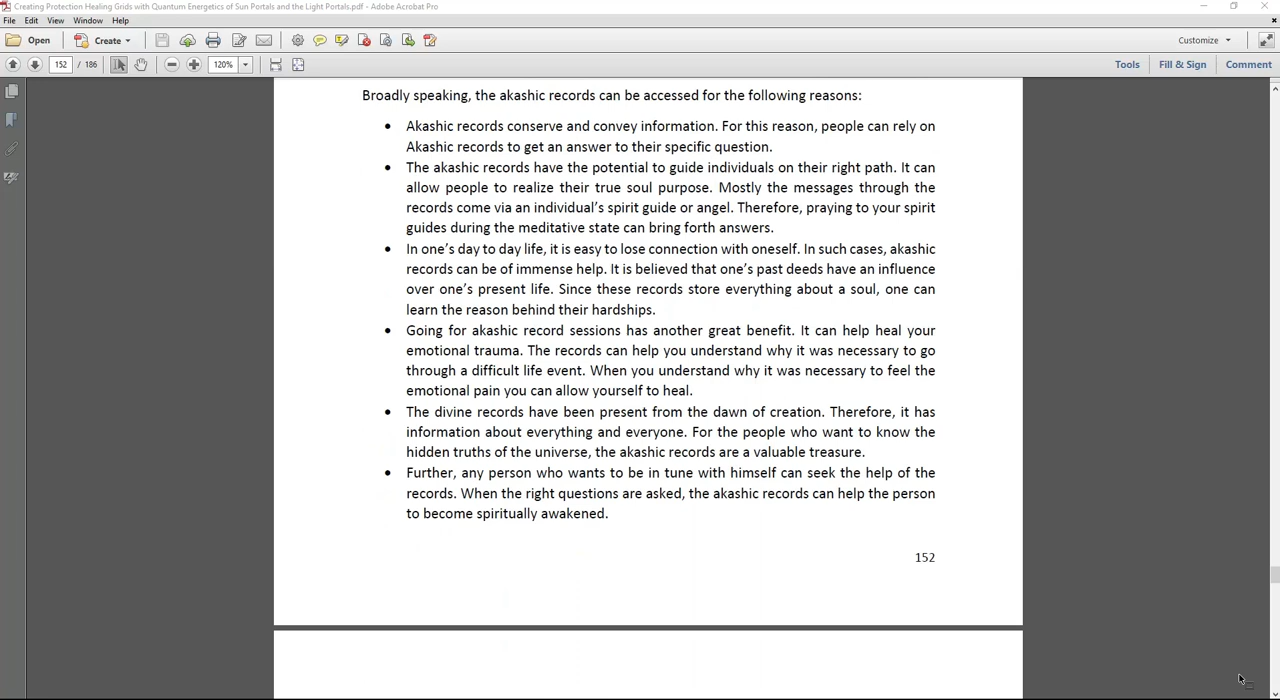 Creating Protection Healing Grids with Quantum Energetics of Sun Portals and the Light Portals.pdf - Adobe Acrobat Pro
File Edit View Window Help
Open Create Customize
152 / 186 120% Tools Fill & Sign Comment
Broadly speaking, the akashic records can be accessed for the following reasons:
• Akashic records conserve and convey information. For this reason, people can rely on
Akashic records to get an answer to their specific question.
• The akashic records have the potential to guide individuals on their right path. It can
allow people to realize their true soul purpose. Mostly the messages through the
records come via an individual’s spirit guide or angel. Therefore, praying to your spirit
guides during the meditative state can bring forth answers.
• In one’s day to day life, it is easy to lose connection with oneself. In such cases, akashic
records can be of immense help. It is believed that one’s past deeds have an influence
over one’s present life. Since these records store everything about a soul, one can
learn the reason behind their hardships.
• Going for akashic record sessions has another great benefit. It can help heal your
emotional trauma. The records can help you understand why it was necessary to go
through a difficult life event. When you understand why it was necessary to feel the
emotional pain you can allow yourself to heal.
• The divine records have been present from the dawn of creation. Therefore, it has
information about everything and everyone. For the people who want to know the
hidden truths of the universe, the akashic records are a valuable treasure.
• Further, any person who wants to be in tune with himself can seek the help of the
records. When the right questions are asked, the akashic records can help the person
to become spiritually awakened.
152